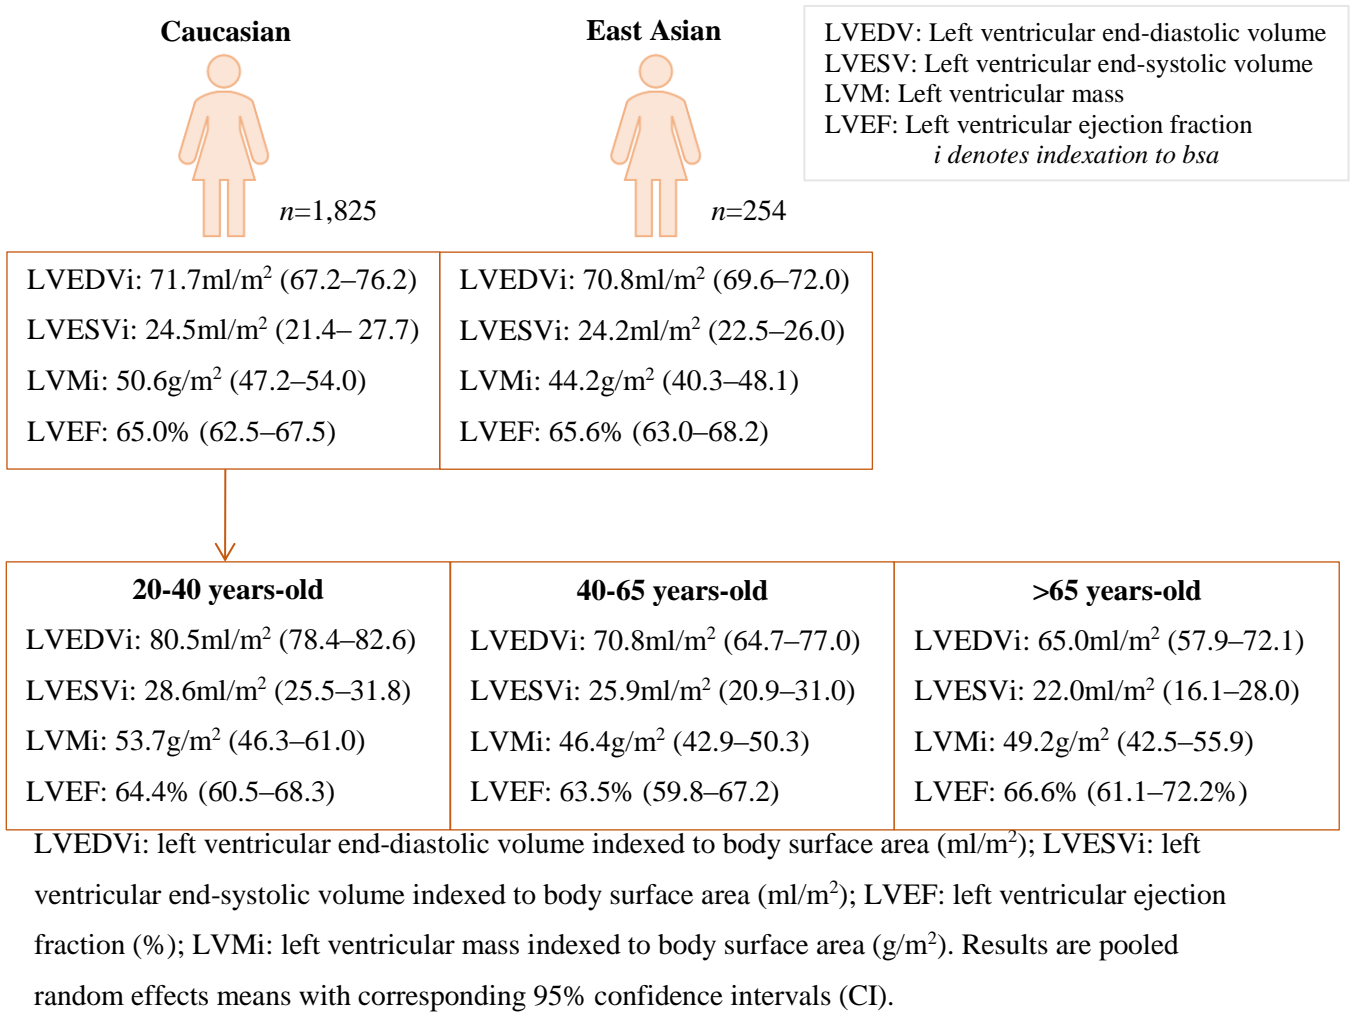 Caucasian
East Asian
LVEDV: Left ventricular end-diastolic volume
LVESV: Left ventricular end-systolic volume
LVM: Left ventricular mass
LVEF: Left ventricular ejection fraction
i denotes indexation to bsa
n=1,825
n=254
LVEDVi: 71.7ml/m² (67.2–76.2)
LVESVi: 24.5ml/m² (21.4– 27.7)
LVMi: 50.6g/m² (47.2–54.0)
LVEF: 65.0% (62.5–67.5)
LVEDVi: 70.8ml/m² (69.6–72.0)
LVESVi: 24.2ml/m² (22.5–26.0)
LVMi: 44.2g/m² (40.3–48.1)
LVEF: 65.6% (63.0–68.2)
20-40 years-old
LVEDVi: 80.5ml/m² (78.4–82.6)
LVESVi: 28.6ml/m² (25.5–31.8)
LVMi: 53.7g/m² (46.3–61.0)
LVEF: 64.4% (60.5–68.3)
40-65 years-old
LVEDVi: 70.8ml/m² (64.7–77.0)
LVESVi: 25.9ml/m² (20.9–31.0)
LVMi: 46.4g/m² (42.9–50.3)
LVEF: 63.5% (59.8–67.2)
>65 years-old
LVEDVi: 65.0ml/m² (57.9–72.1)
LVESVi: 22.0ml/m² (16.1–28.0)
LVMi: 49.2g/m² (42.5–55.9)
LVEF: 66.6% (61.1–72.2%)
LVEDVi: left ventricular end-diastolic volume indexed to body surface area (ml/m²); LVESVi: left
ventricular end-systolic volume indexed to body surface area (ml/m²); LVEF: left ventricular ejection
fraction (%); LVMi: left ventricular mass indexed to body surface area (g/m²). Results are pooled
random effects means with corresponding 95% confidence intervals (CI).